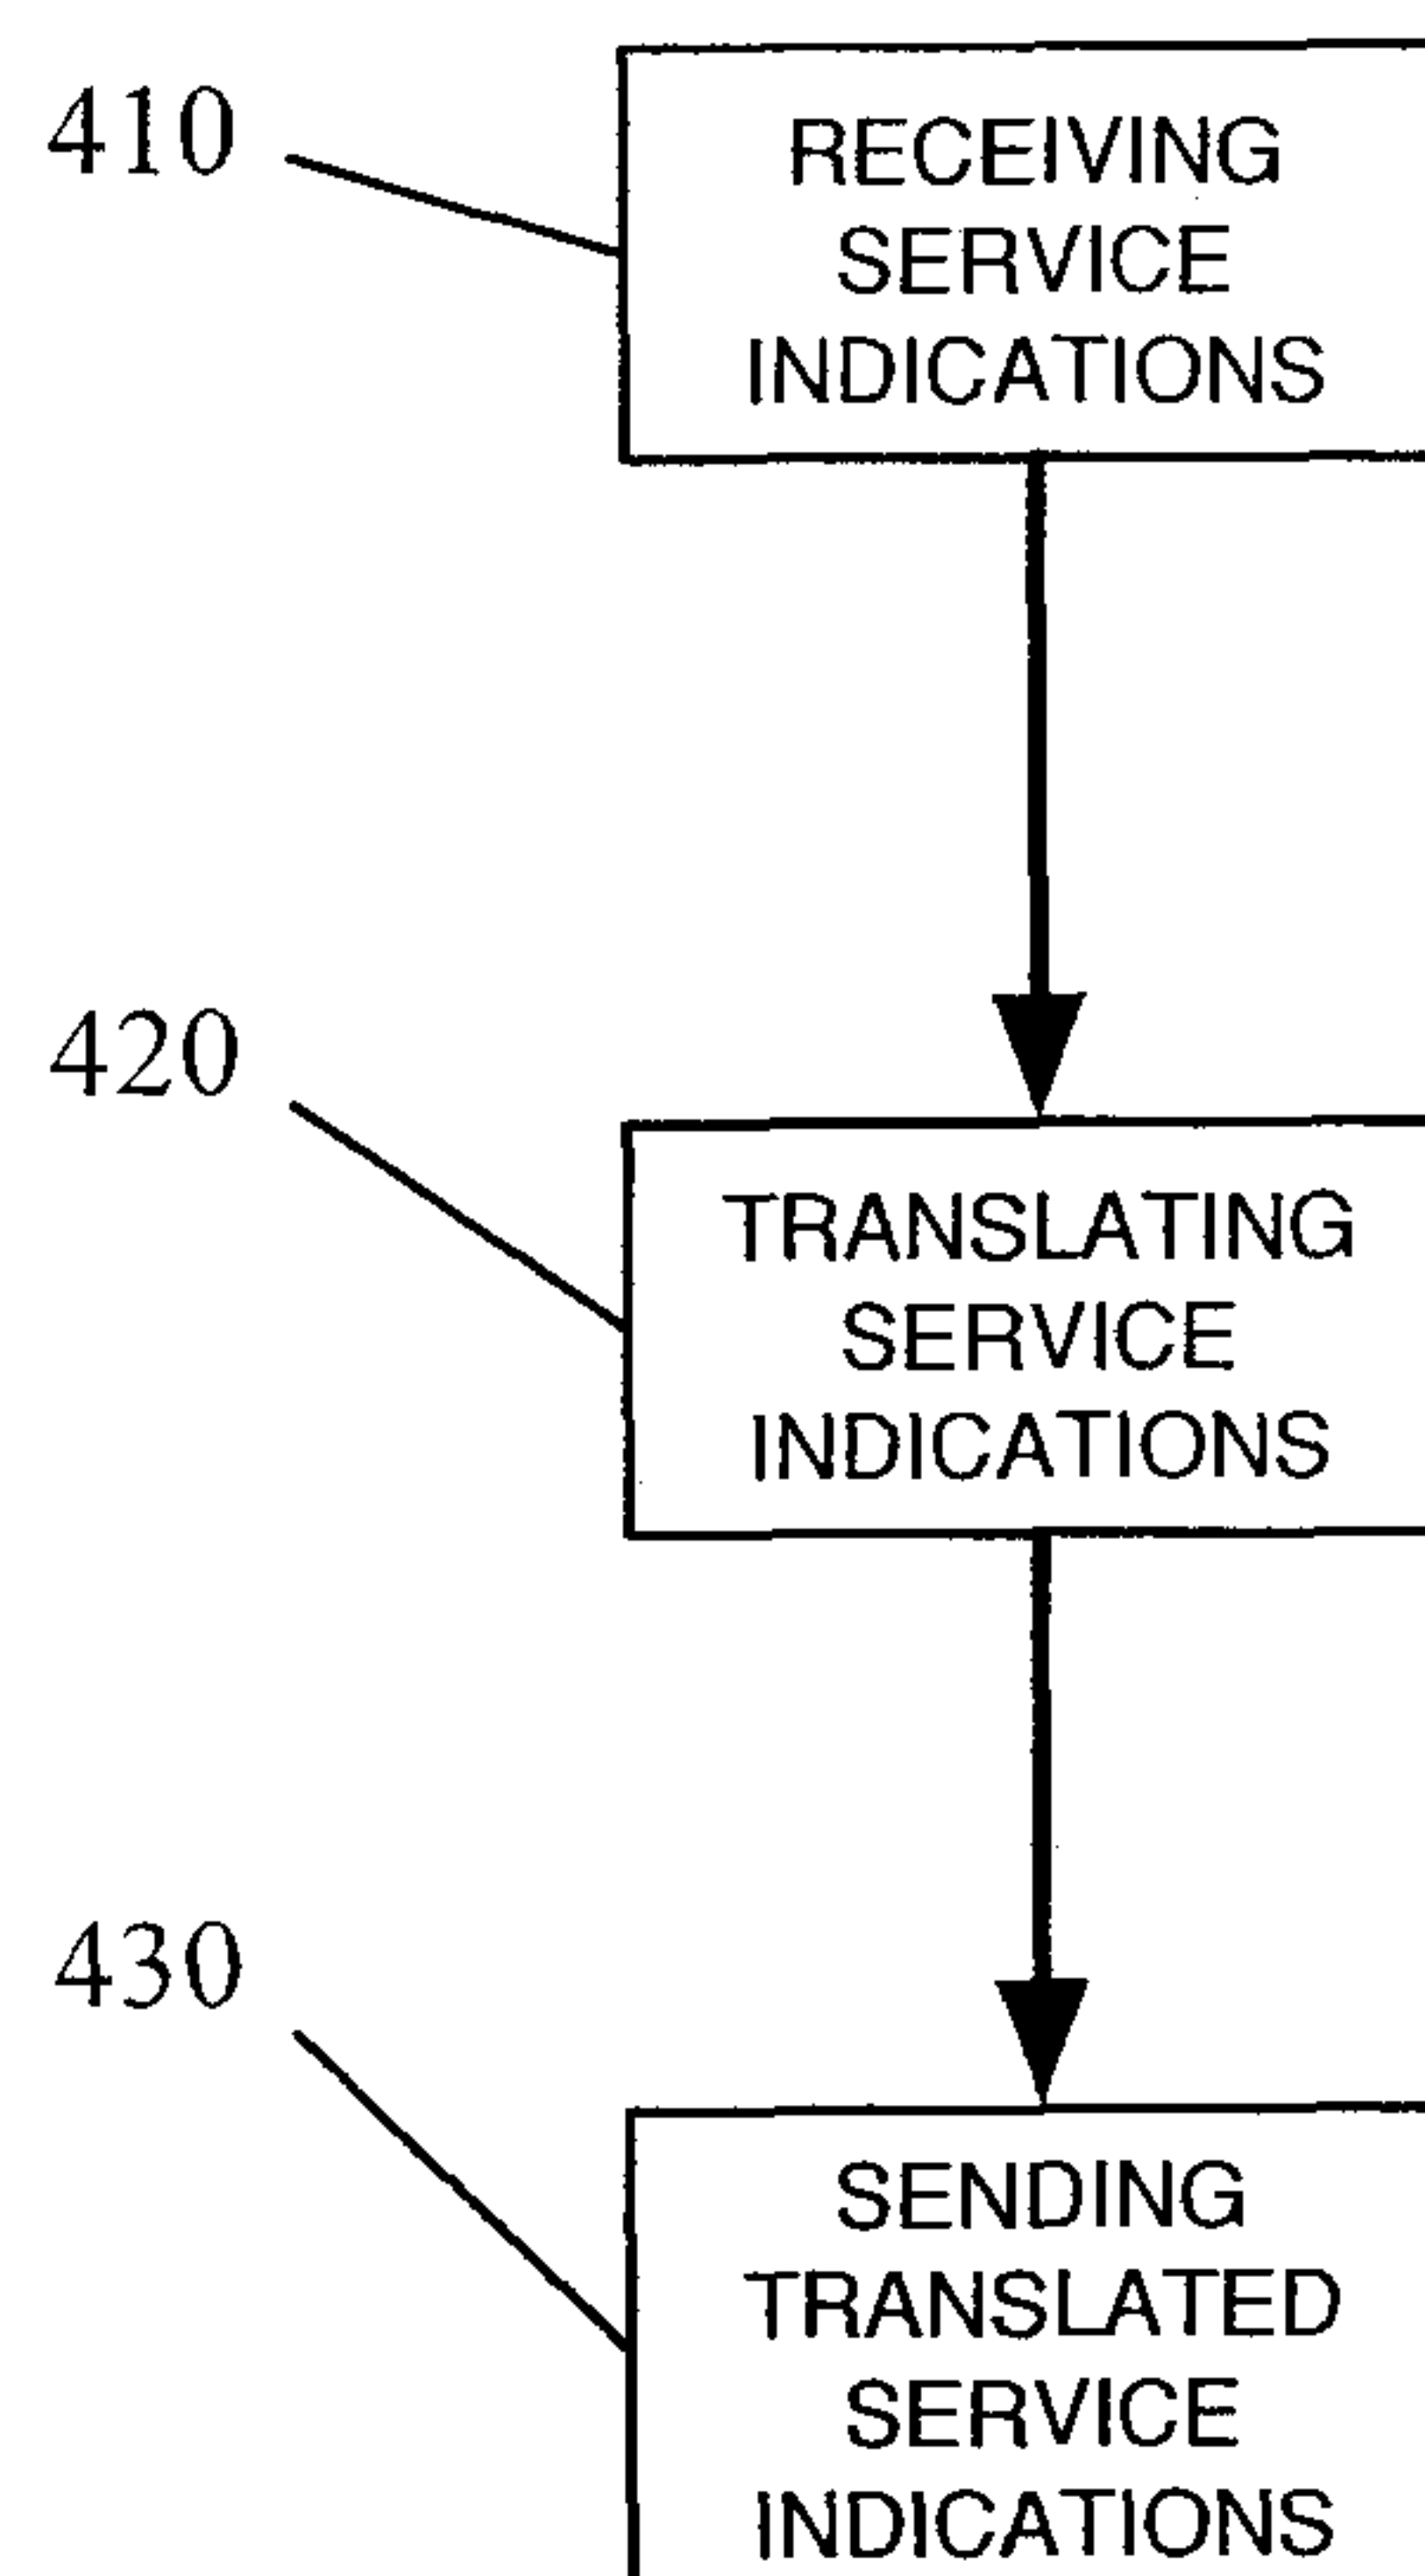 410
RECEIVING
SERVICE
INDICATIONS
420
TRANSLATING
SERVICE
INDICATIONS
430
SENDING
TRANSLATED
SERVICE
INDICATIONS